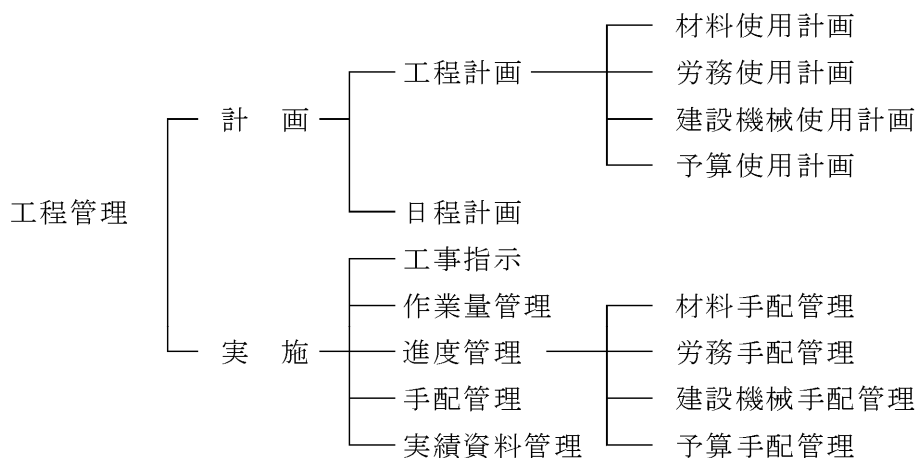 材料使用計画
工程計画
労務使用計画
計　画
建設機械使用計画
予算使用計画
工程管理
日程計画
工事指示
作業量管理
材料手配管理
実　施
進度管理
労務手配管理
手配管理
建設機械手配管理
実績資料管理
予算手配管理